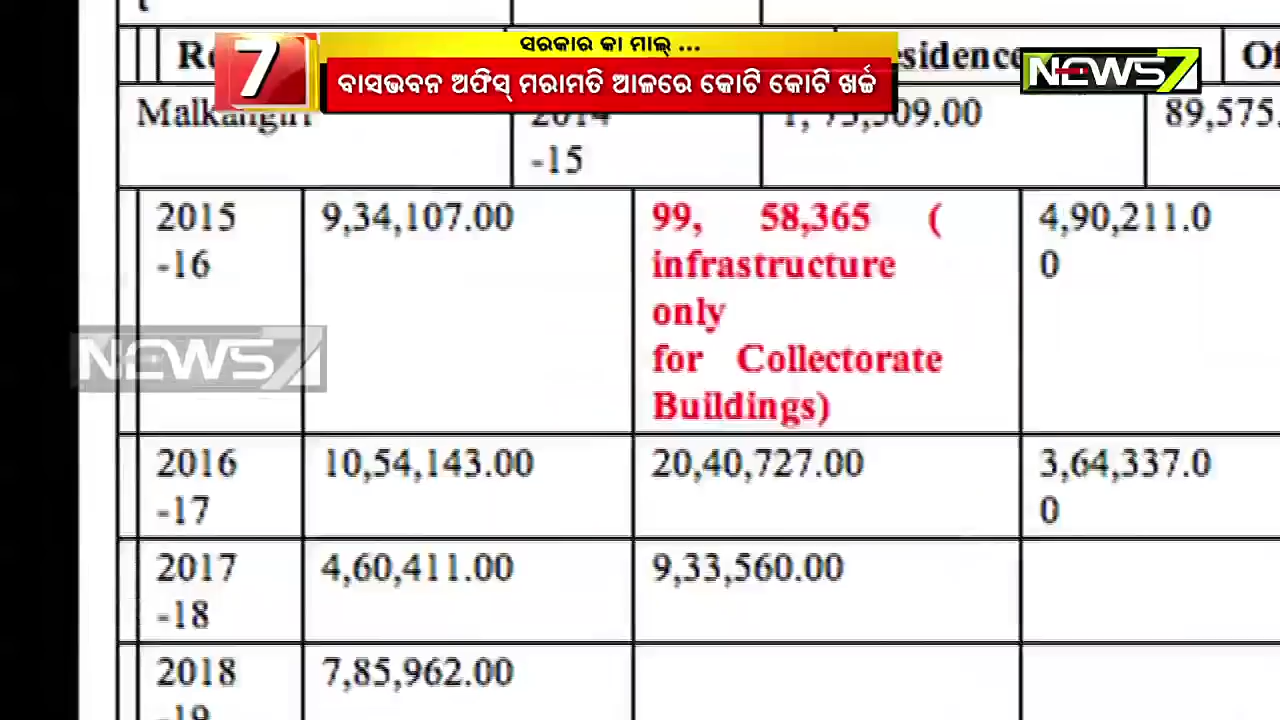 ସରକାର କା ମାଲ୍ ...
7
ବାସଭବନ ଅଫିସ୍ ମରାମତି ଆଳରେ କୋଟି କୋଟି ଖର୍ଚ୍ଚ
NEWS7
Malkangiri
-15
89,575.
2015
-16
9,34,107.00
99, 58,365 (
infrastructure
only
for Collectorate
Buildings)
4,90,211.0
0
NEWS7
2016
-17
10,54,143.00
20,40,727.00
3,64,337.0
0
2017
-18
4,60,411.00
9,33,560.00
2018
-19
7,85,962.00